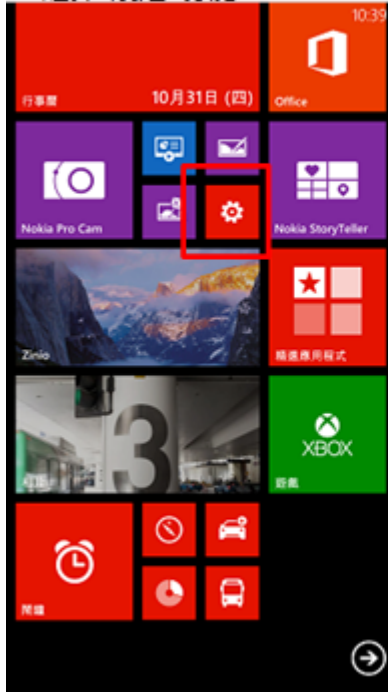 10:39
行事曆
10月31日 (四)
Office
Nokia Pro Cam
Nokia StoryTeller
Zinio
精選應用程式
3
XBOX
遊戲
鬧鐘